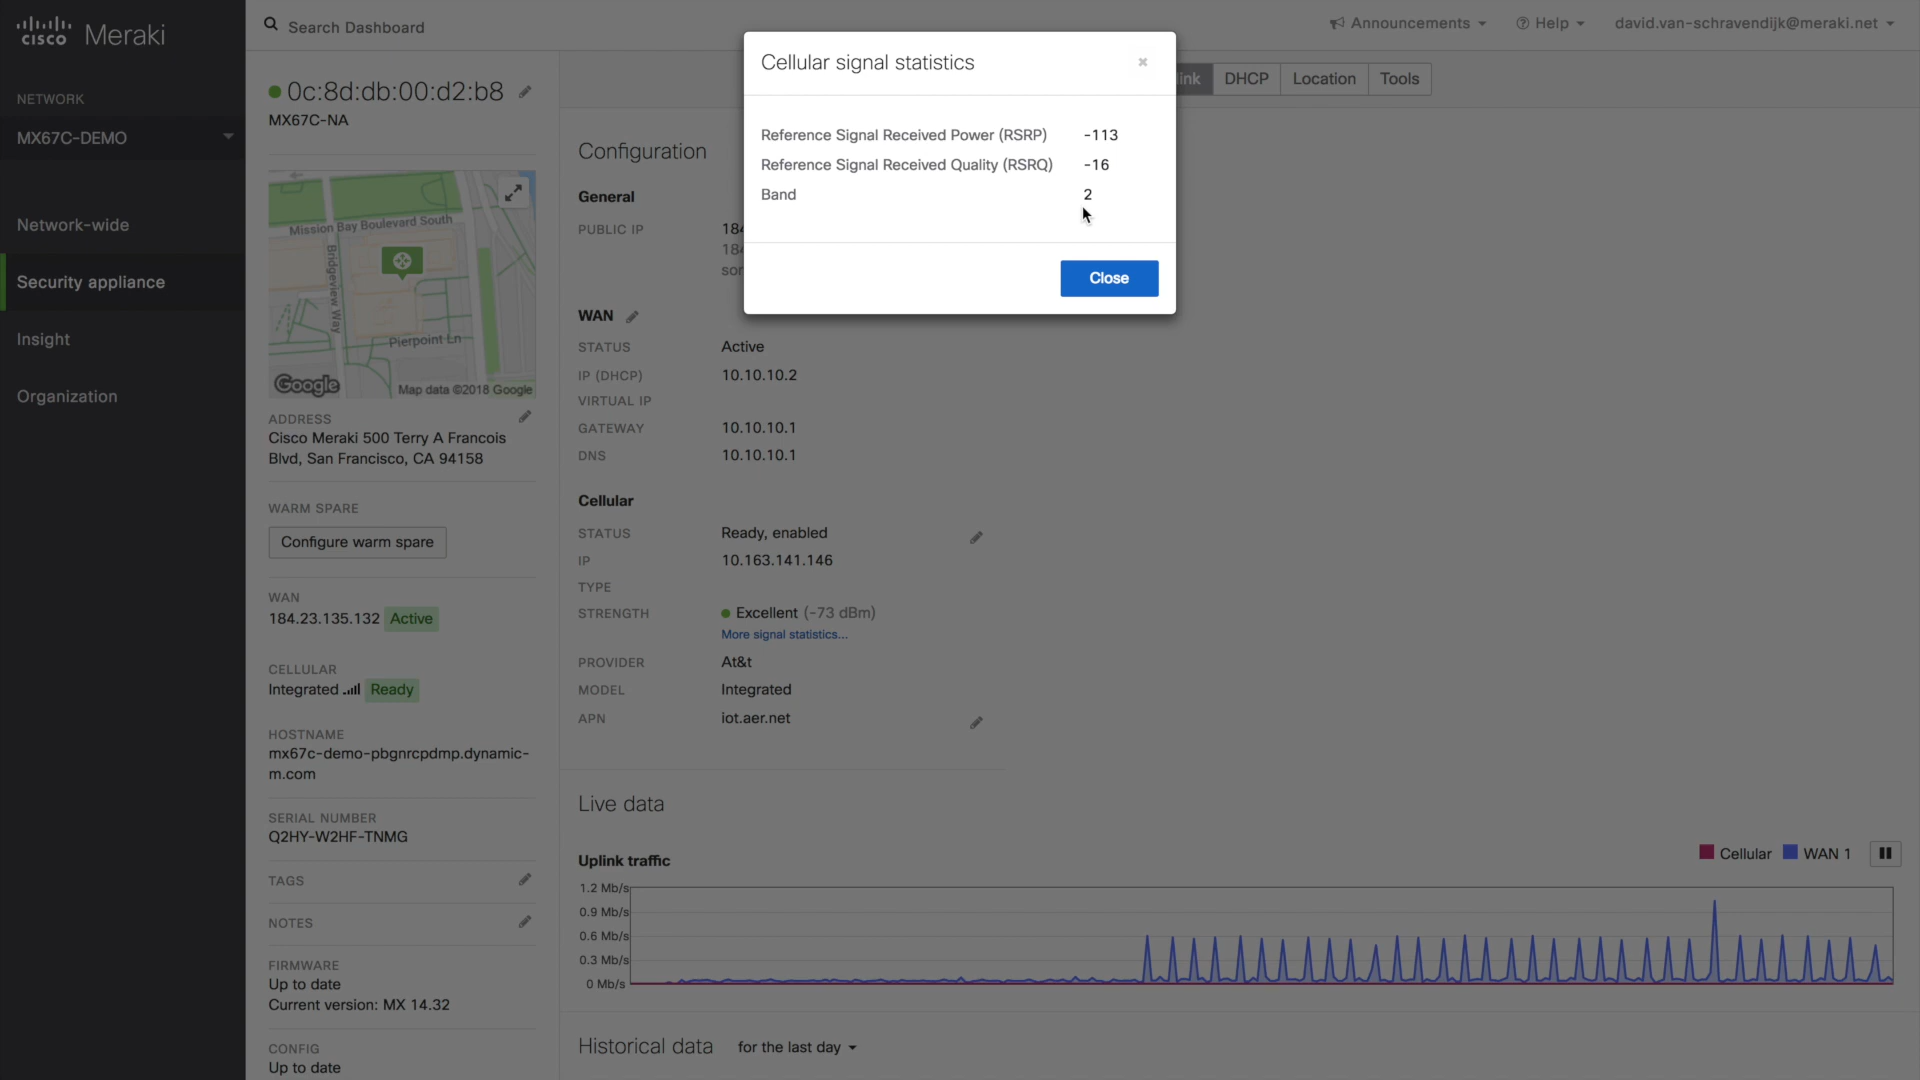 cisco Meraki
NETWORK
MX67C-DEMO
Network-wide
Security appliance
Insight
Organization
Search Dashboard
Announcements
Help
david.van-schravendijk@meraki.net
0c:8d:db:00:d2:b8
MX67C-NA
Mission Bay Boulevard South
Bridgeview Way
Pierpoint Ln
Google
Map data ©2018 Google
ADDRESS
Cisco Meraki 500 Terry A Francois
Blvd, San Francisco, CA 94158
WARM SPARE
Configure warm spare
WAN
184.23.135.132 Active
CELLULAR
Integrated Ready
HOSTNAME
mx67c-demo-pbgnrcpdmp.dynamic-
m.com
SERIAL NUMBER
Q2HY-W2HF-TNMG
TAGS
NOTES
FIRMWARE
Up to date
Current version: MX 14.32
CONFIG
Up to date
Cellular signal statistics
×
Reference Signal Received Power (RSRP) -113
Reference Signal Received Quality (RSRQ) -16
Band 2
Close
link
DHCP
Location
Tools
Configuration
General
PUBLIC IP 184
184
sor
WAN
STATUS Active
IP (DHCP) 10.10.10.2
VIRTUAL IP
GATEWAY 10.10.10.1
DNS 10.10.10.1
Cellular
STATUS Ready, enabled
IP 10.163.141.146
TYPE
STRENGTH Excellent (-73 dBm)
More signal statistics...
PROVIDER At&t
MODEL Integrated
APN iot.aer.net
Live data
Uplink traffic
Cellular WAN 1
1.2 Mb/s
0.9 Mb/s
0.6 Mb/s
0.3 Mb/s
0 Mb/s
Historical data for the last day